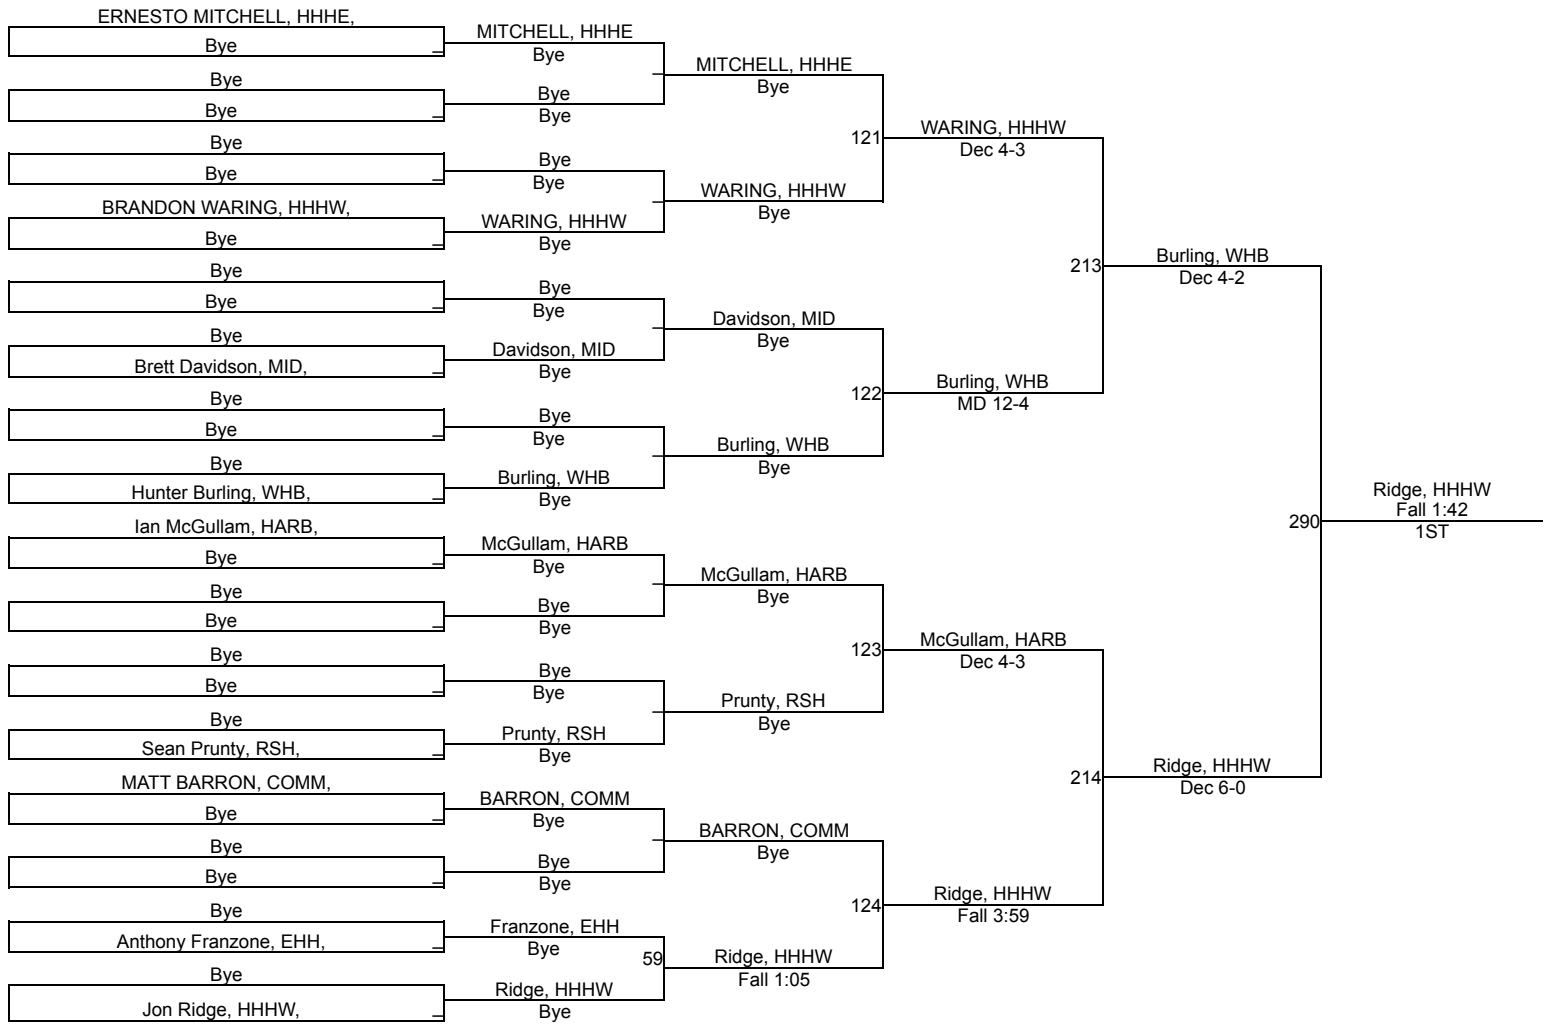 ERNESTO MITCHELL, HHHE,
Bye
Bye
Bye
Bye
Bye
BRANDON WARING, HHHW,
Bye
Bye
Bye
Bye
Brett Davidson, MID,
Bye
Bye
Bye
Hunter Burling, WHB,
Ian McGullam, HARB,
Bye
Bye
Bye
Bye
Bye
Bye
Sean Prunty, RSH,
MATT BARRON, COMM,
Bye
Bye
Bye
Bye
Anthony Franzone, EHH,
Bye
Jon Ridge, HHHW,
MITCHELL, HHHE
Bye
Bye
Bye
Bye
Bye
WARING, HHHW
Bye
Bye
Bye
Davidson, MID
Bye
Bye
Bye
Burling, WHB
Bye
McGullam, HARB
Bye
Bye
Bye
Bye
Bye
Prunty, RSH
Bye
BARRON, COMM
Bye
Bye
Bye
Franzone, EHH
Bye
59
Ridge, HHHW
Bye
MITCHELL, HHHE
Bye
121
WARING, HHHW
Bye
Davidson, MID
Bye
122
Burling, WHB
Bye
McGullam, HARB
Bye
123
Prunty, RSH
Bye
BARRON, COMM
Bye
124
Ridge, HHHW
Fall 1:05
WARING, HHHW
Dec 4-3
213
Burling, WHB
MD 12-4
McGullam, HARB
Dec 4-3
214
Ridge, HHHW
Fall 3:59
Burling, WHB
Dec 4-2
290
Ridge, HHHW
Dec 6-0
Ridge, HHHW
Fall 1:42
1ST